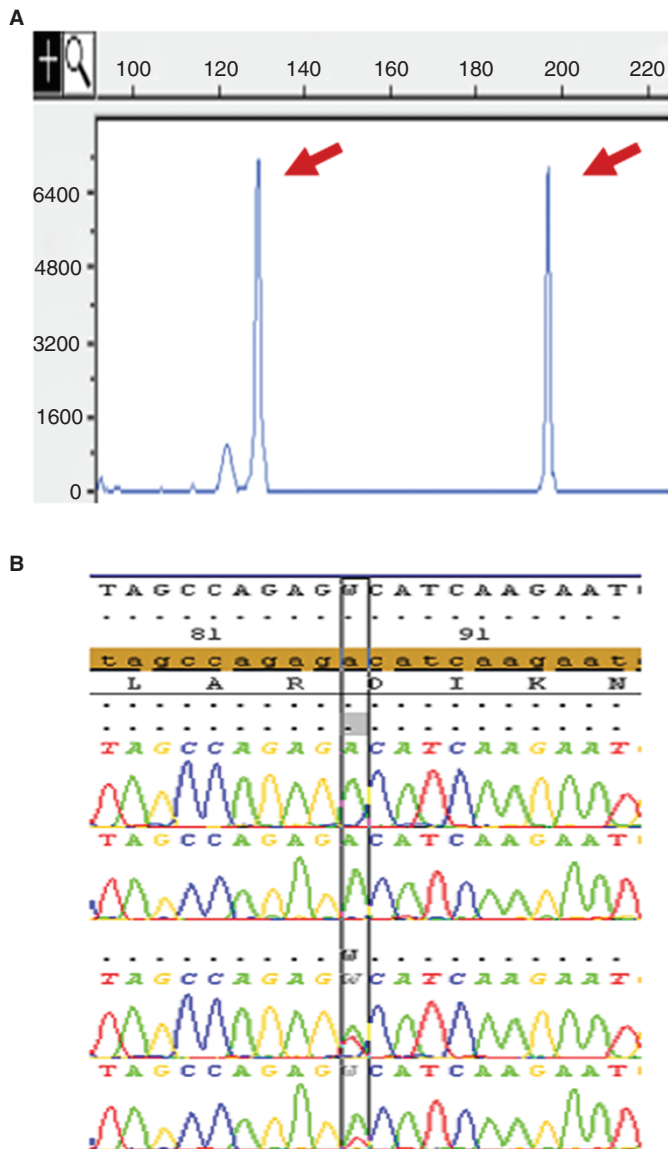 A
100 120 140 160 180 200 220
6400
4800
3200
1600
0
B
TAGCCAGAGWCATCAAGAAT
81 91
tagccagagacatcaagaat
L A R D I K N
TAGCCAGAGACATCAAGAAT
TAGCCAGAGACATCAAGAAT
W
TAGCCAGAGWCATCAAGAAT
TAGCCAGAGWCATCAAGAAT